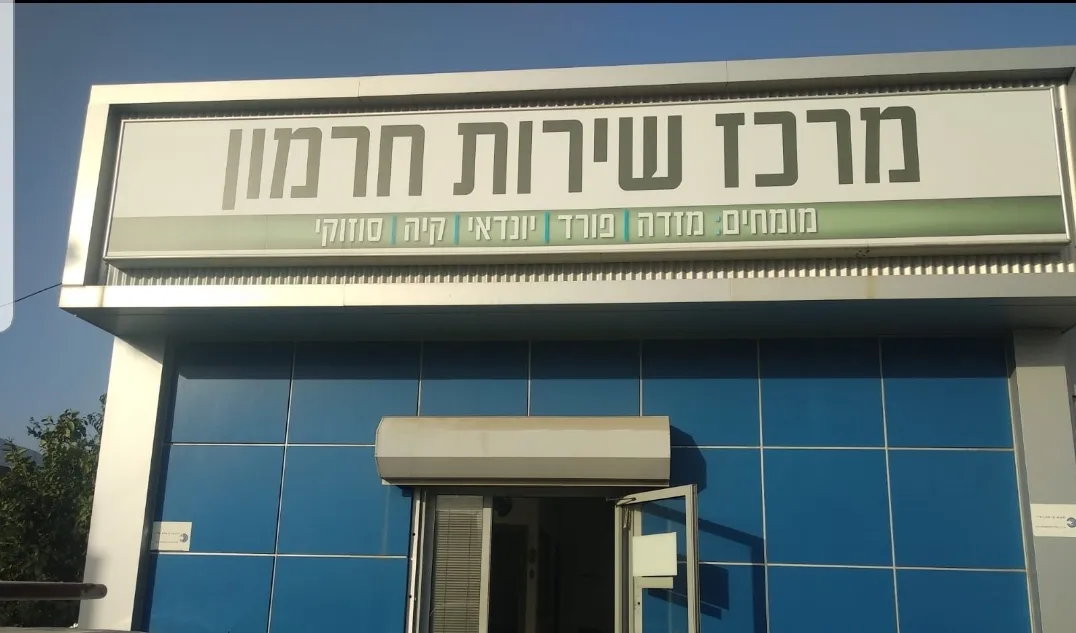 מרכז שירות חרמון
מומחים: מזדה | פורד | יונדאי | קיה | סוזוקי